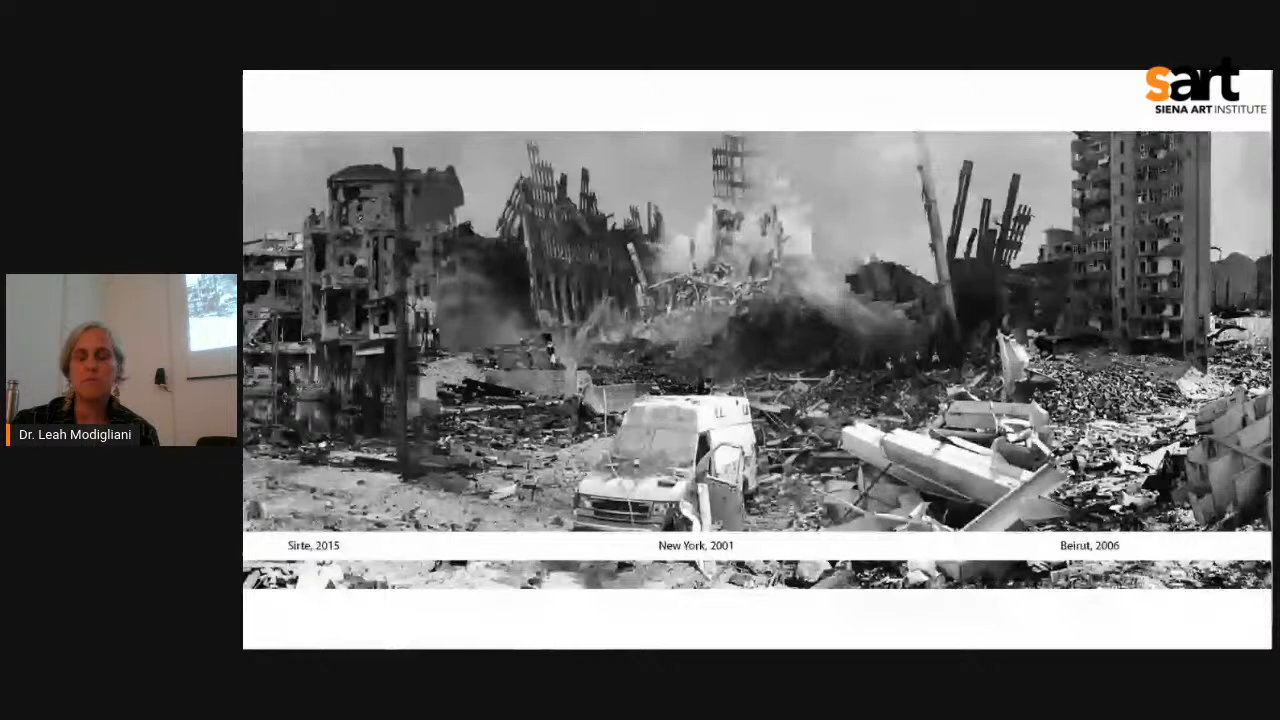 sart
SIENA ART INSTITUTE
Dr. Leah Modigliani
Sirte, 2015
New York, 2001
Beirut, 2006